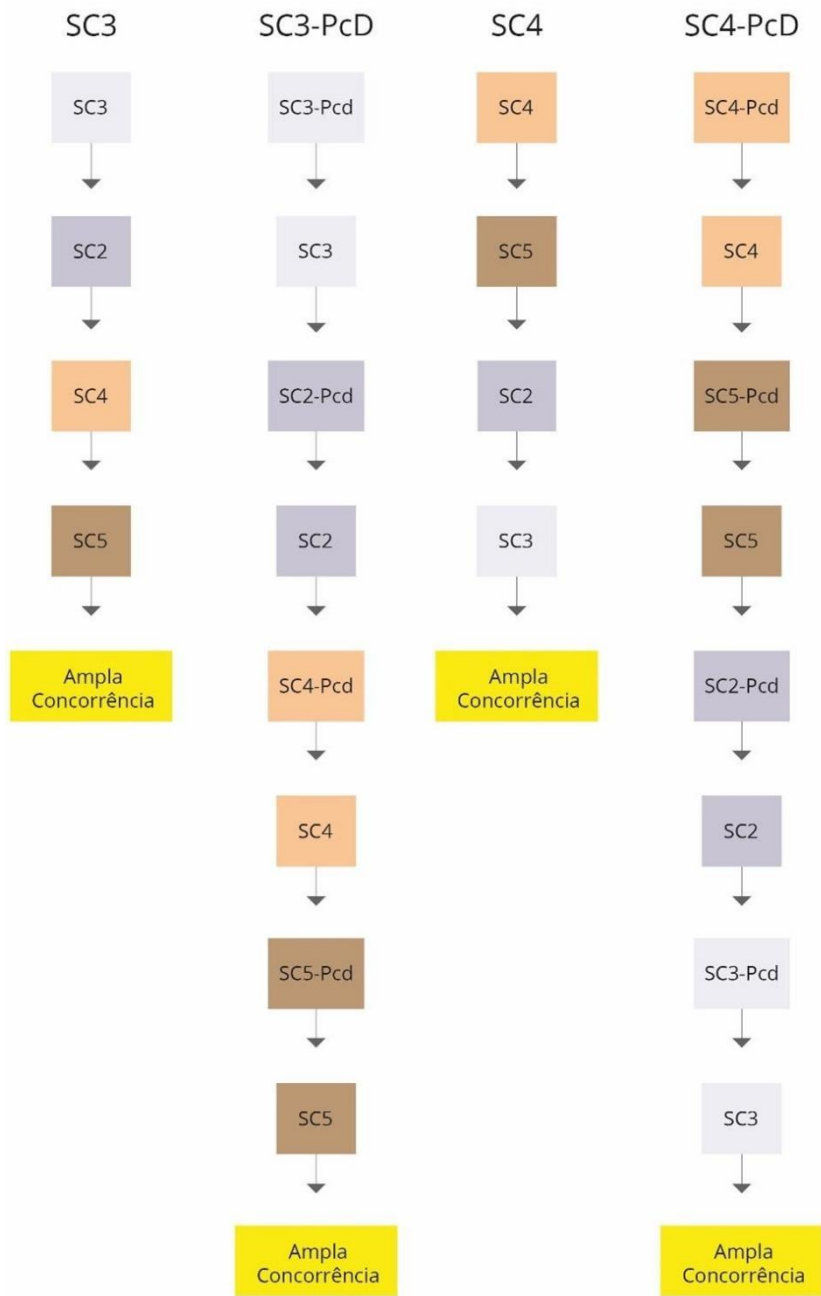 SC3
SC3-PcD
SC4
SC4-PcD
SC3
SC3-Pcd
SC4
SC4-Pcd
SC2
SC3
SC5
SC4
SC4
SC2-Pcd
SC2
SC5-Pcd
SC5
SC2
SC3
SC5
Ampla
Concorrência
SC4-Pcd
Ampla
Concorrência
SC2-Pcd
SC4
SC2
SC5-Pcd
SC3-Pcd
SC5
SC3
Ampla
Concorrência
Ampla
Concorrência